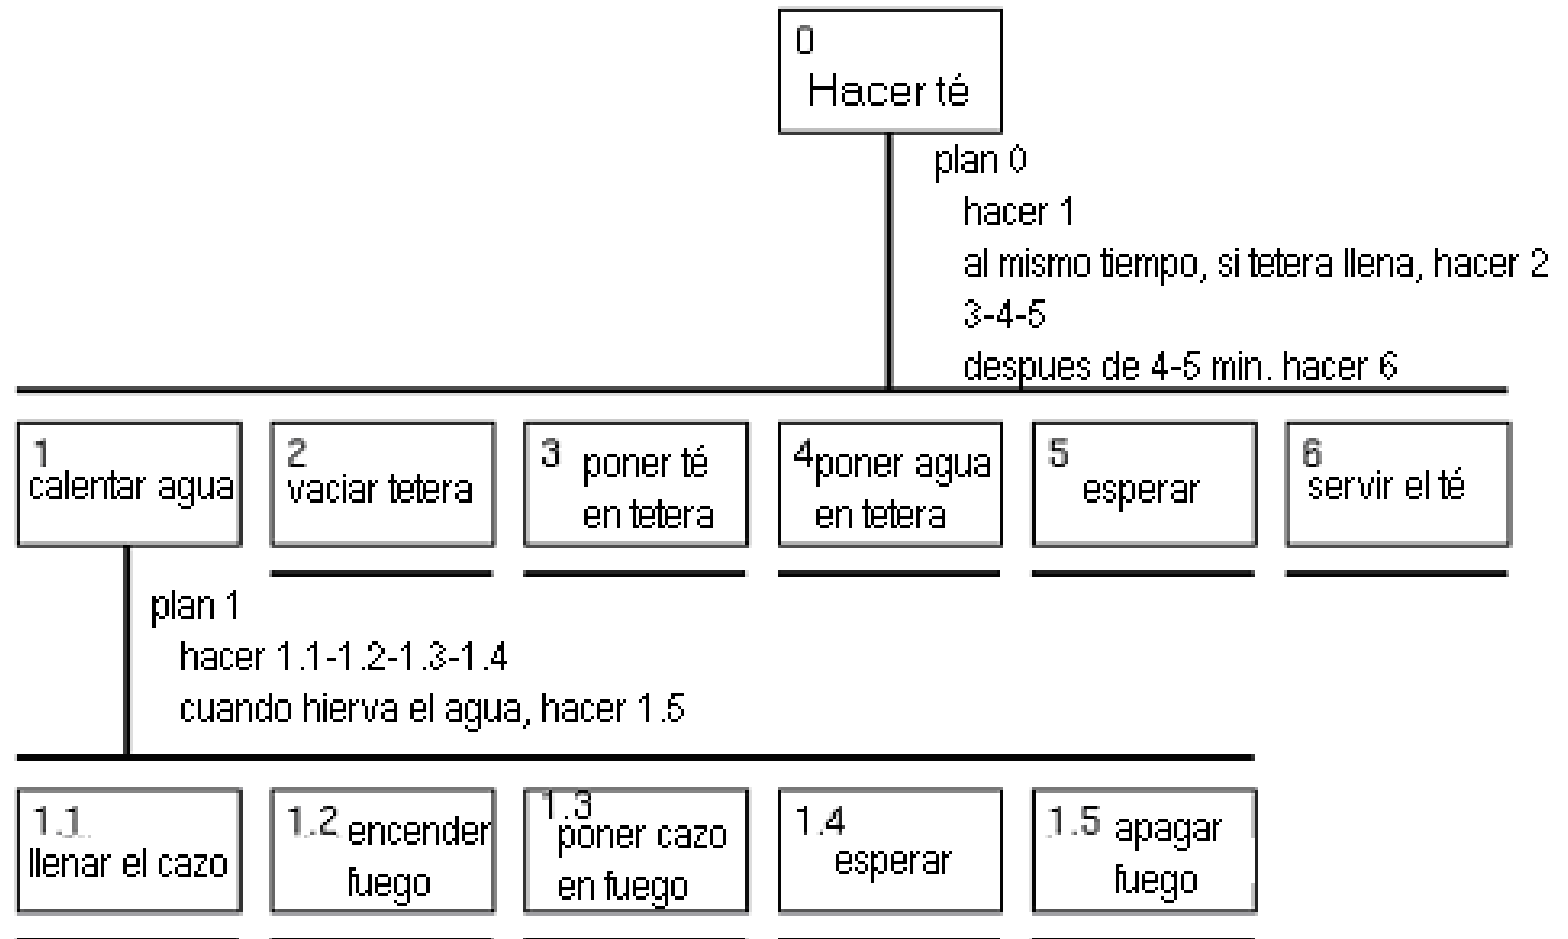 0
Hacer té
plan 0
hacer 1
al mismo tiempo, si tetera llena, hacer 2
3-4-5
despues de 4-5 min. hacer 6
1
calentar agua
2
vaciar tetera
3 poner té
en tetera
4 poner agua
en tetera
5
esperar
6
servir el té
plan 1
hacer 1.1-1.2-1.3-1.4
cuando hierva el agua, hacer 1.5
1.1
llenar el cazo
1.2 encender
fuego
1.3
poner cazo
en fuego
1.4
esperar
1.5 apagar
fuego